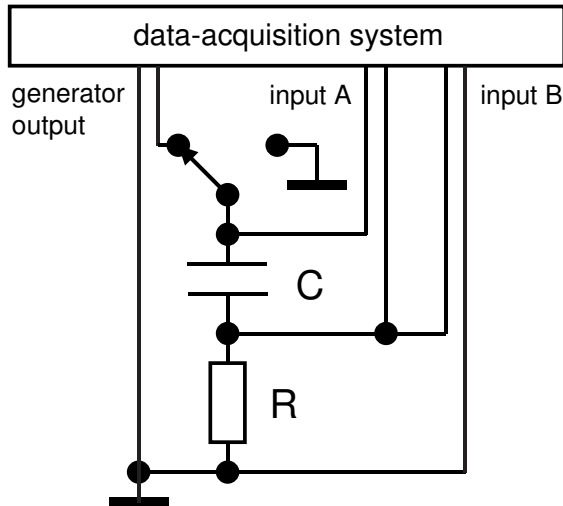 data-acquisition system
generator
output
input A
input B
C
R